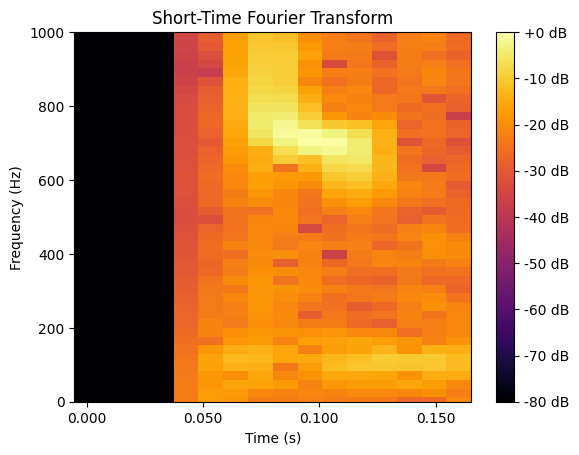 Short-Time Fourier Transform
1000
800
600
400
200
0
Frequency (Hz)
0.000
0.050
0.100
0.150
Time (s)
+0 dB
-10 dB
-20 dB
-30 dB
-40 dB
-50 dB
-60 dB
-70 dB
-80 dB